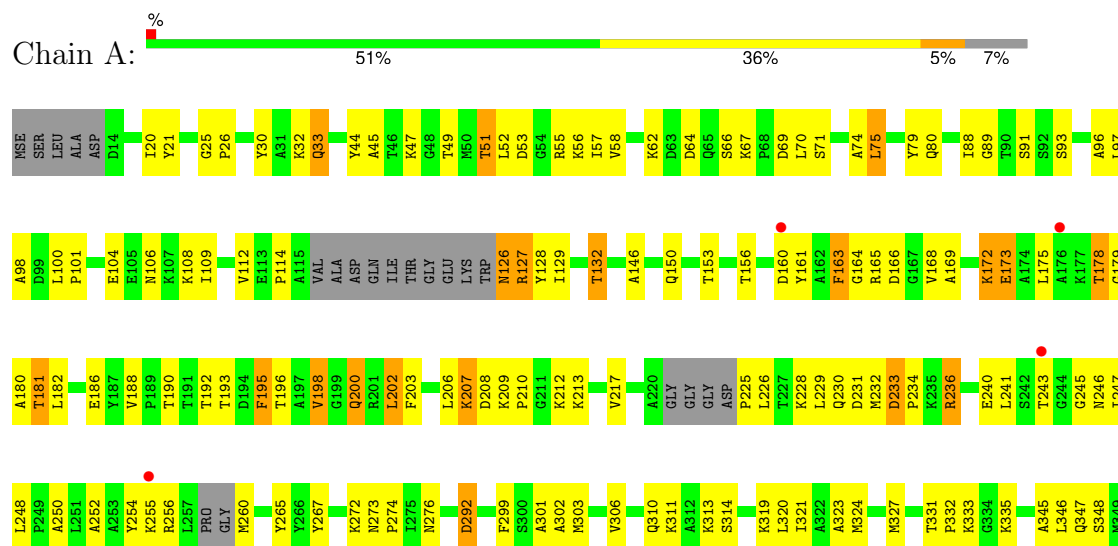 %
Chain A:
51% 36% 5% 7%
MSE SER LEU ALA ASP D14 I20 Y21 G25 P26 Y30 A31 K32 Q33 Y44 A45 T46 K47 G48 T49 M50 T51 L52 D53 G54 R55 K56 I57 V58 K62 D63 D64 Q65 S66 K67 P68 D69 L70 S71 A74 L75 Y79 Q80 I88 G89 T90 S91 S92 S93 A96 L97
A98 D99 L100 P101 E104 E105 N106 K107 K108 I109 V112 E113 P114 A115 VAL ALA ASP GLN ILE THR GLY GLU LYS TRP N126 R127 Y128 I129 T132 A146 Q150 T153 T156 D160 Y161 A162 F163 G164 R165 D166 G167 V168 A169 K172 E173 A174 L175 A176 K177 T178 G179
A180 T181 L182 E186 Y187 V188 P189 T190 T191 T192 T193 D194 F195 T196 A197 V198 G199 Q200 R201 L202 F203 L206 K207 D208 K209 P210 G211 K212 K213 V217 A220 GLY GLY GLY ASP P225 L226 T227 K228 L229 Q230 D231 M232 D233 P234 K235 R236 E240 L241 S242 T243 G244 G245 N246 I247
L248 P249 A250 L251 A252 A253 Y254 K255 R256 L257 PRO GLY M260 Y265 Y266 Y267 K272 N273 P274 I275 N276 D292 F299 S300 A301 A302 M303 V306 Q310 K311 A312 K313 S314 K319 L320 I321 A322 A323 M324 M327 T331 P332 K333 G334 K335 A345 L346 Q347 S348